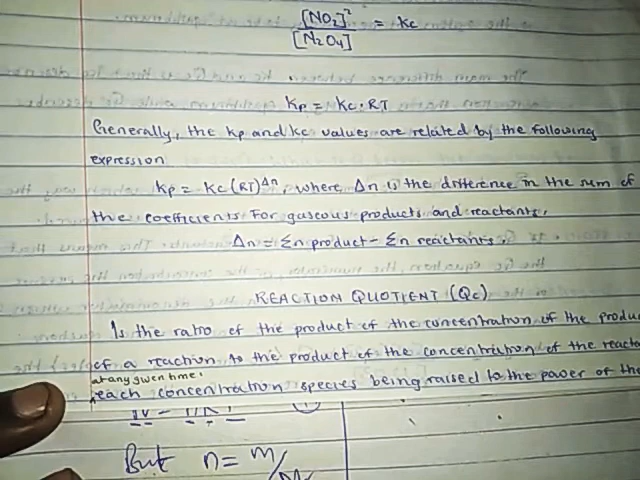 [NO₂]² / [N₂O₄] = Kc
Kp = Kc·RT
Generally, the Kp and Kc values are related by the following
expression
Kp = Kc(RT)^Δn, where Δn is the difference in the sum of
the coefficients For gaseous products and reactants.
Δn = Σn product - Σn reactants.
REACTION QUOTIENT (Qc)
Is the ratio of the product of the concentration of the produ
of a reaction to the product of the concentration of the reacta
at any given time.
each concentration species being raised to the power of the
But n = m/